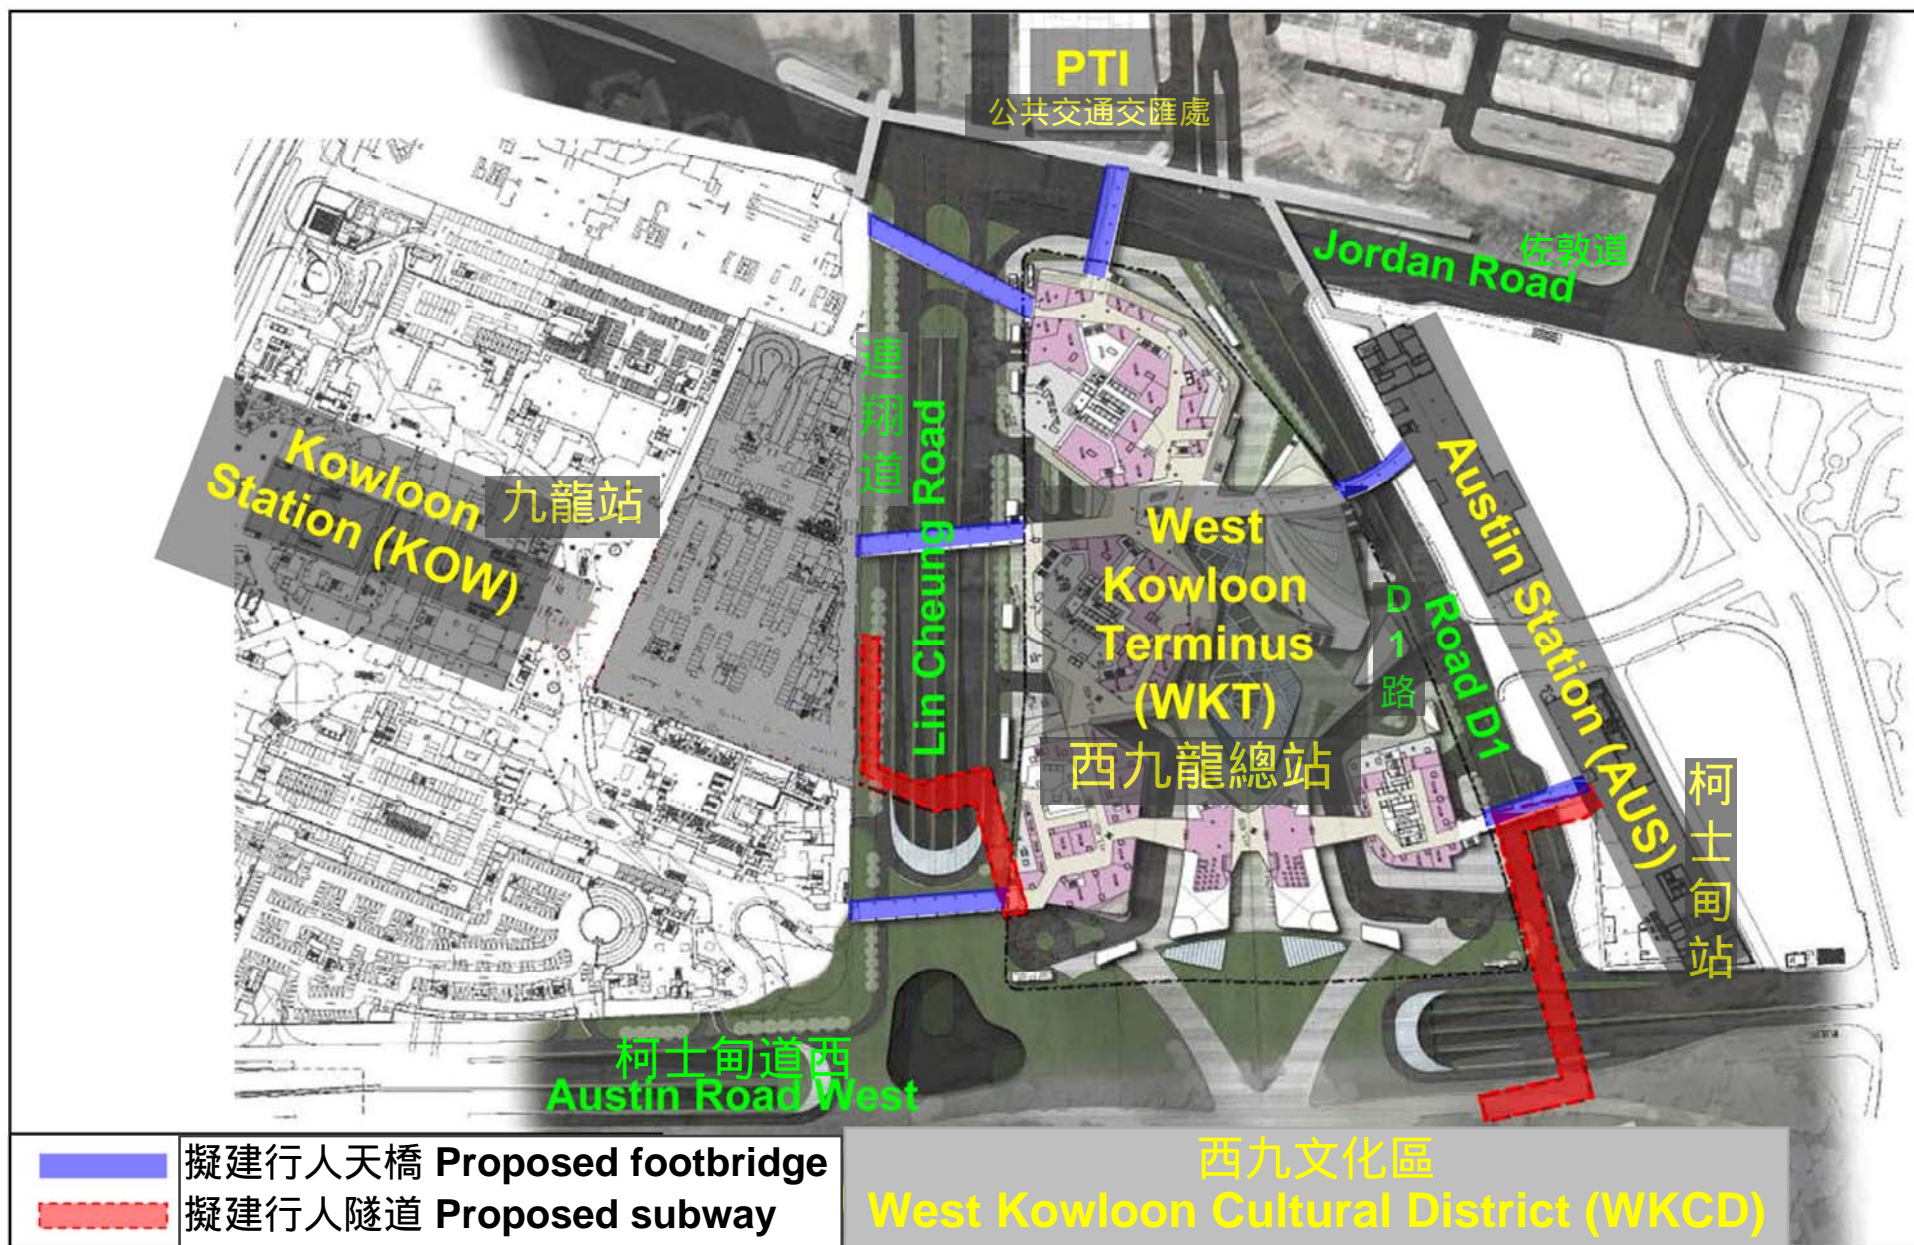 PTI
公共交通交匯處
Jordan Road
佐敦道
連翔道
Lin Cheung Road
Kowloon
Station (KOW)
九龍站
West
Kowloon
Terminus
(WKT)
西九龍總站
D1路
Road D1
Austin Station (AUS)
柯士甸站
柯士甸道西
Austin Road West
擬建行人天橋 Proposed footbridge
擬建行人隧道 Proposed subway
西九文化區
West Kowloon Cultural District (WKCD)